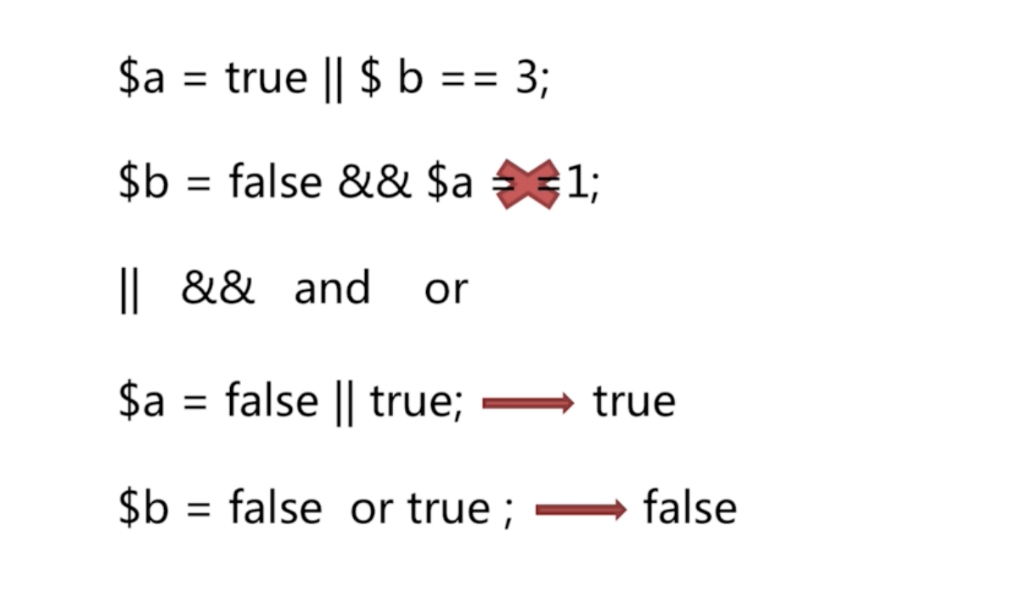 $a = true || $ b == 3;
$b = false && $a = =1;
|| && and or
$a = false || true; true
$b = false or true ; false